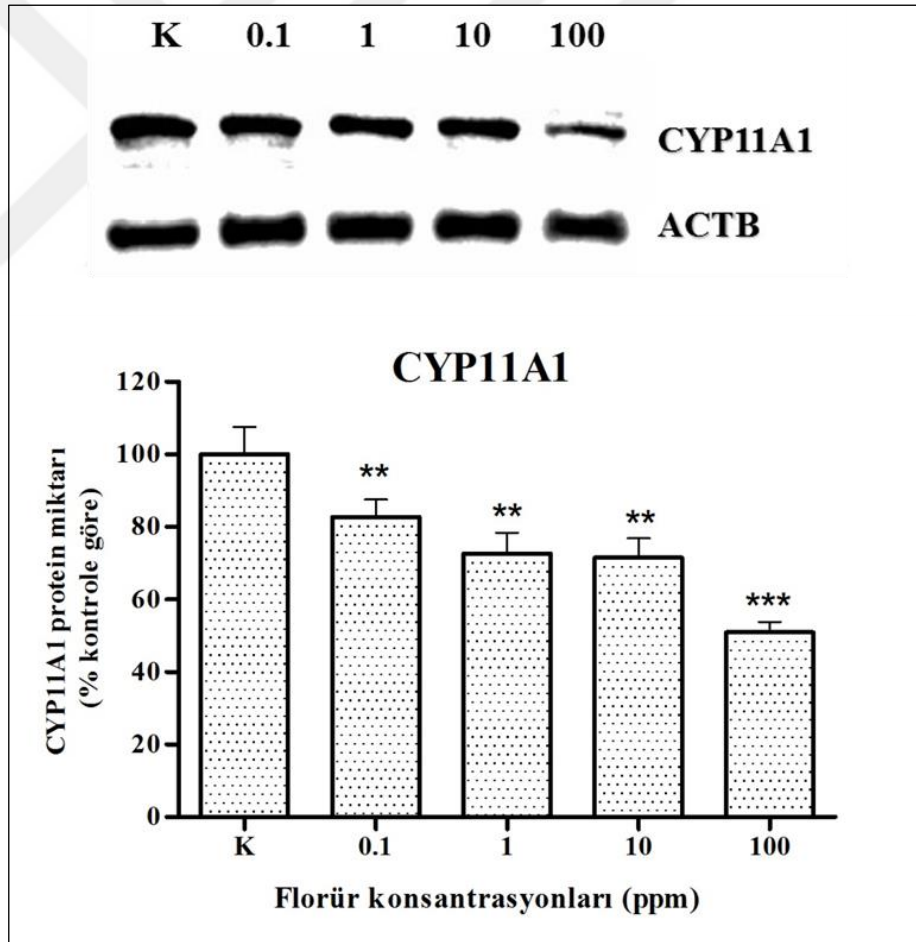 K 0.1 1 10 100
CYP11A1
ACTB
CYP11A1
120
100
80
60
40
20
0
CYP11A1 protein miktarı
(% kontrole göre)
** ** ** ***
K 0.1 1 10 100
Florür konsantrasyonları (ppm)